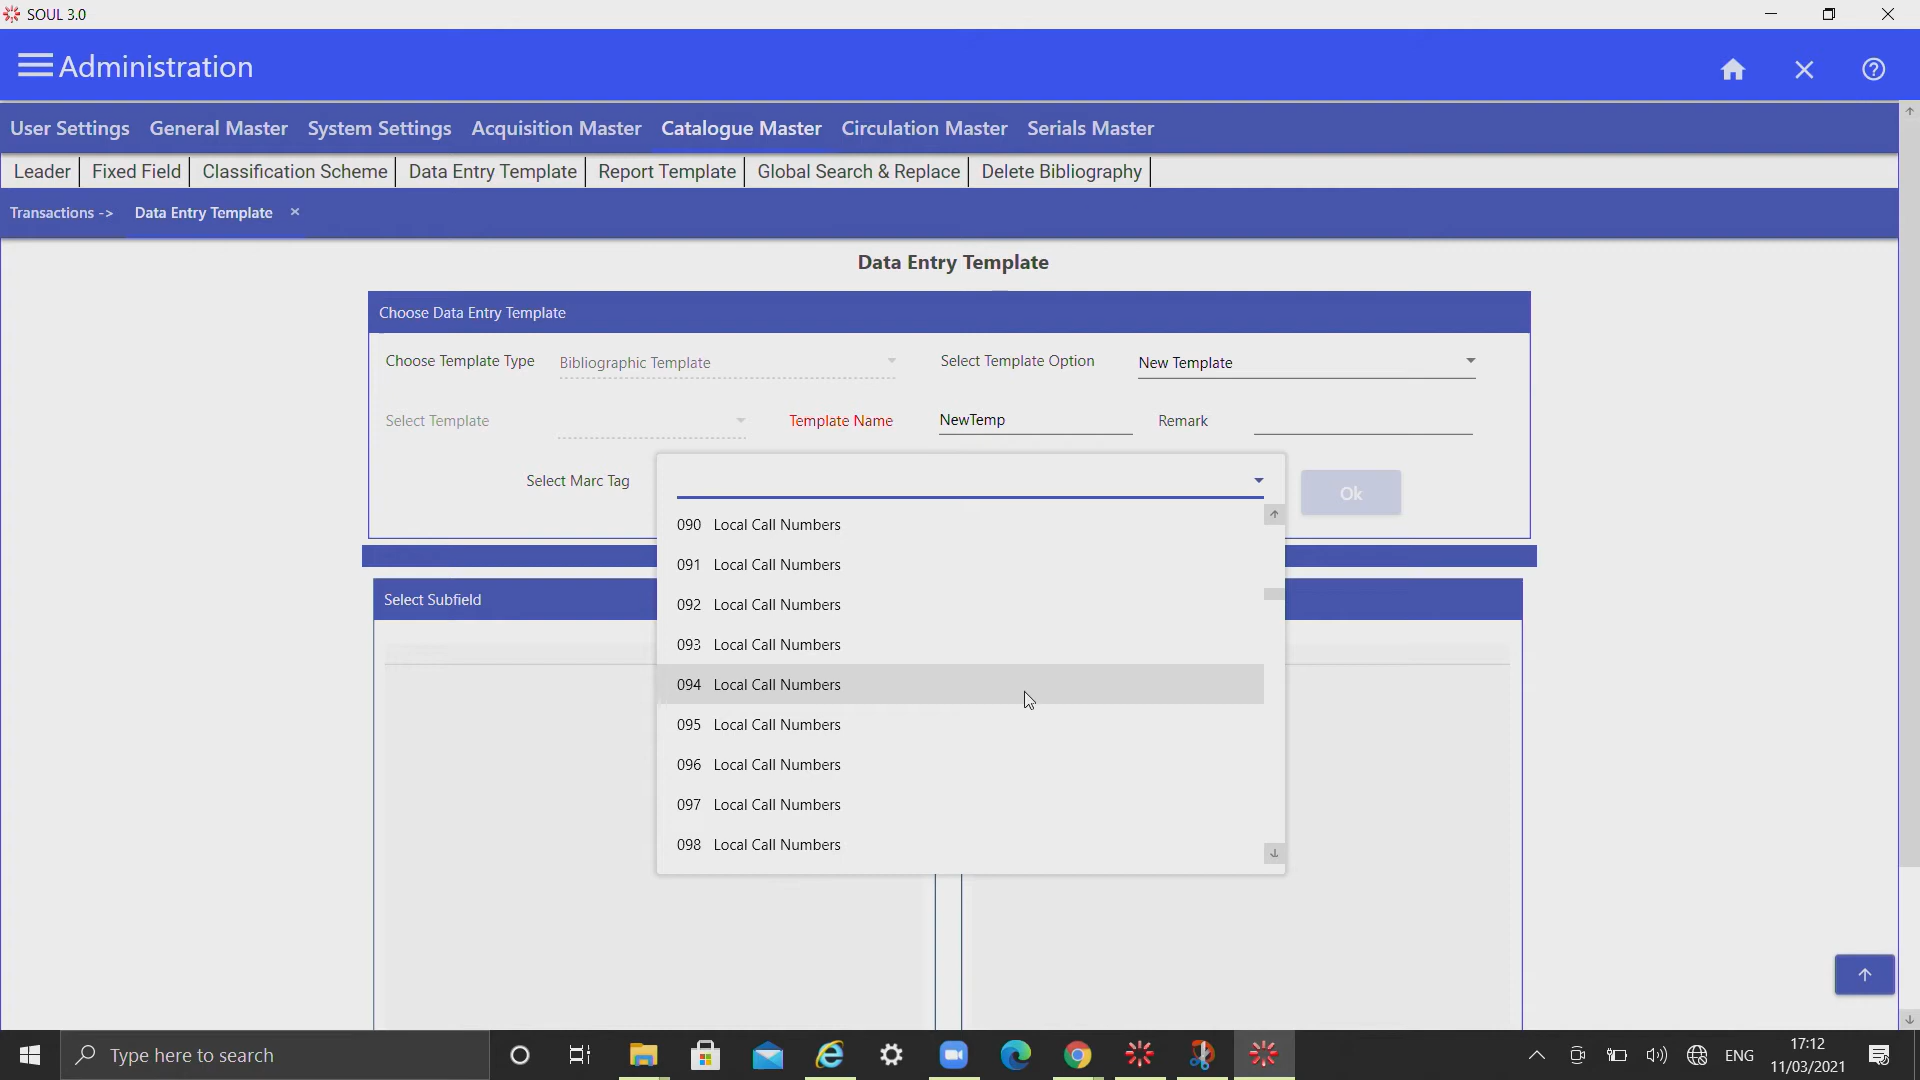 SOUL 3.0
Administration
User Settings General Master System Settings Acquisition Master Catalogue Master Circulation Master Serials Master
Leader Fixed Field Classification Scheme Data Entry Template Report Template Global Search & Replace Delete Bibliography
Transactions -> Data Entry Template ×
Data Entry Template
Choose Data Entry Template
Choose Template Type Bibliographic Template Select Template Option New Template
Select Template Template Name NewTemp Remark
Select Marc Tag Ok
090 Local Call Numbers
091 Local Call Numbers
092 Local Call Numbers
093 Local Call Numbers
094 Local Call Numbers
095 Local Call Numbers
096 Local Call Numbers
097 Local Call Numbers
098 Local Call Numbers
Select Subfield
Type here to search
ENG
17:12
11/03/2021